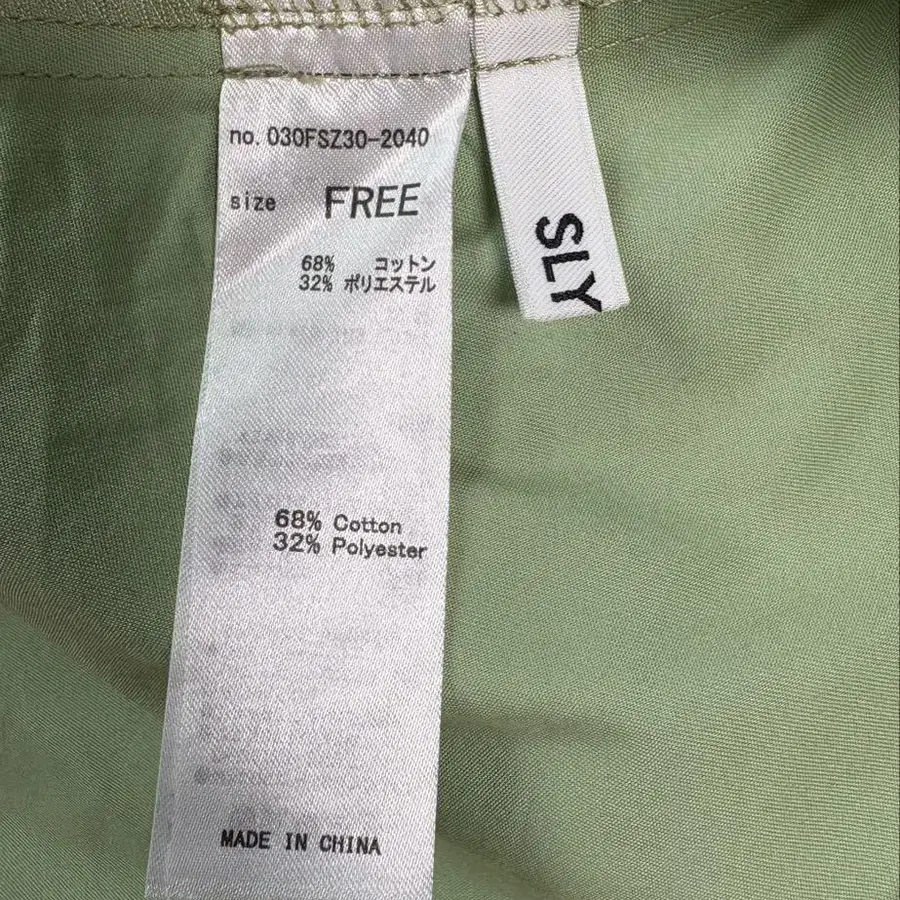 no. 030FSZ30-2040
size FREE
68% コットン
32% ポリエステル
68% Cotton
32% Polyester
MADE IN CHINA
SLY